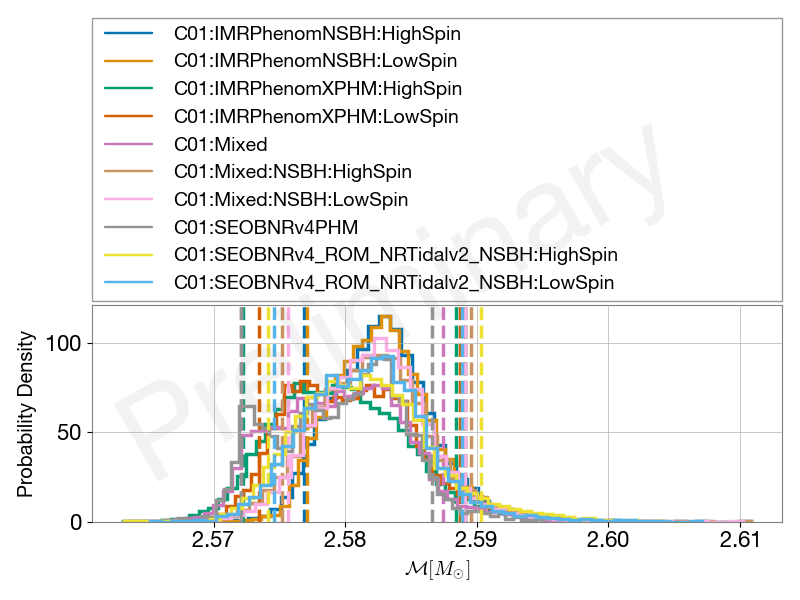 C01:IMRPhenomNSBH:HighSpin
C01:IMRPhenomNSBH:LowSpin
C01:IMRPhenomXPHM:HighSpin
C01:IMRPhenomXPHM:LowSpin
C01:Mixed
C01:Mixed:NSBH:HighSpin
C01:Mixed:NSBH:LowSpin
C01:SEOBNRv4PHM
C01:SEOBNRv4_ROM_NRTidalv2_NSBH:HighSpin
C01:SEOBNRv4_ROM_NRTidalv2_NSBH:LowSpin
Preliminary
Probability Density
100
50
0
2.57 2.58 2.59 2.60 2.61
ℳ[M⊙]